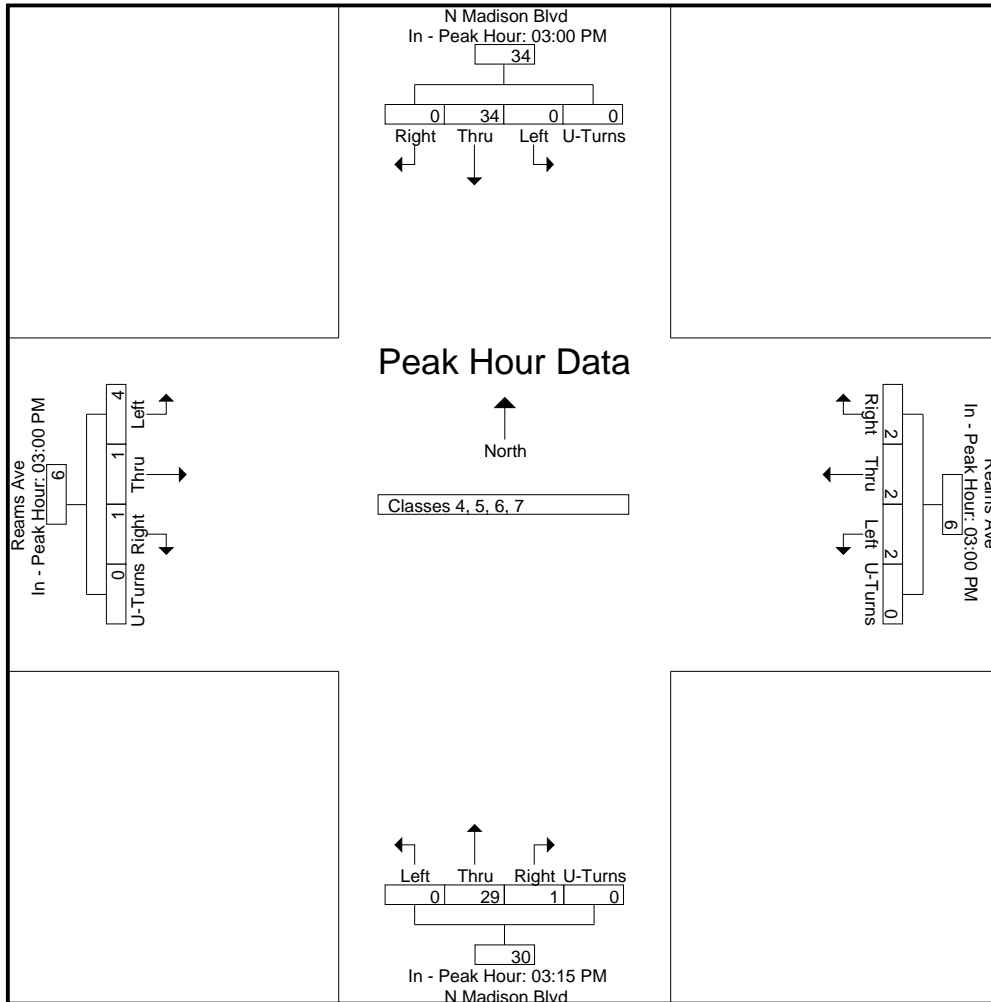 N Madison Blvd
In - Peak Hour: 03:00 PM
34
0 34 0 0
Right Thru Left U-Turns
Peak Hour Data
North
Classes 4, 5, 6, 7
Reams Ave
In - Peak Hour: 03:00 PM
6
4 1 1 0
Left Thru Right U-Turns
Reams Ave
In - Peak Hour: 03:00 PM
6
2 2 2 0
Right Thru Left U-Turns
Left Thru Right U-Turns
0 29 1 0
30
In - Peak Hour: 03:15 PM
N Madison Blvd